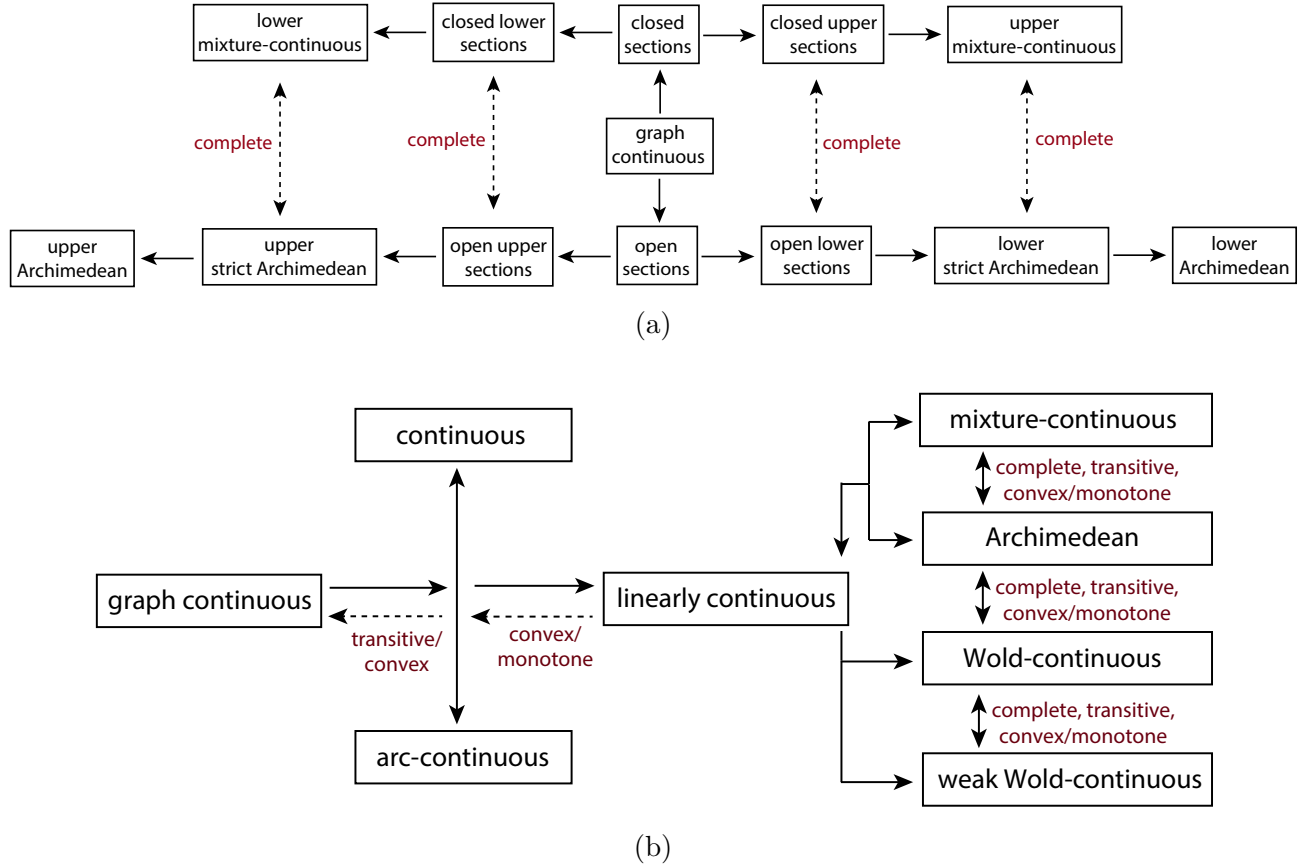 lower
mixture-continuous
closed lower
sections
closed
sections
closed upper
sections
upper
mixture-continuous
complete
complete
graph
continuous
complete
complete
upper
Archimedean
upper
strict Archimedean
open upper
sections
open
sections
open lower
sections
lower
strict Archimedean
lower
Archimedean
(a)
continuous
mixture-continuous
complete, transitive,
convex/monotone
Archimedean
graph continuous
transitive/
convex
convex/
monotone
linearly continuous
complete, transitive,
convex/monotone
Wold-continuous
complete, transitive,
convex/monotone
arc-continuous
weak Wold-continuous
(b)